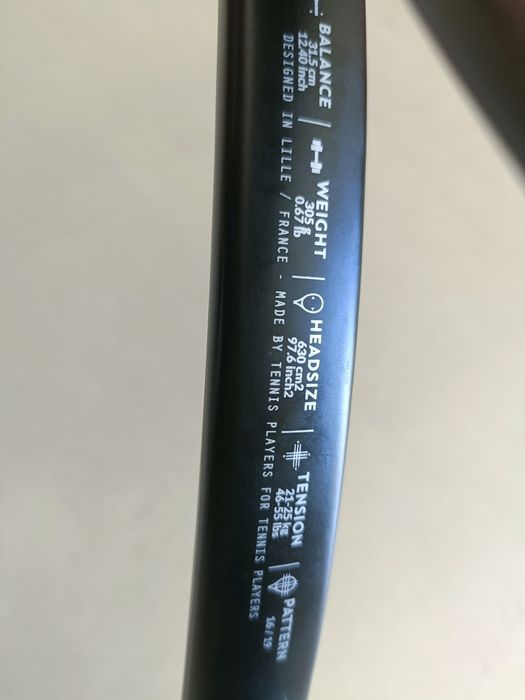 BALANCE
31.5 cm
12.40 inch
WEIGHT
305 g
0.67 lb
HEADSIZE
630 cm2
97.6 inch2
TENSION
21-25 kg
46-55 lbs
PATTERN
16/19
DESIGNED IN LILLE / FRANCE - MADE BY TENNIS PLAYERS FOR TENNIS PLAYERS